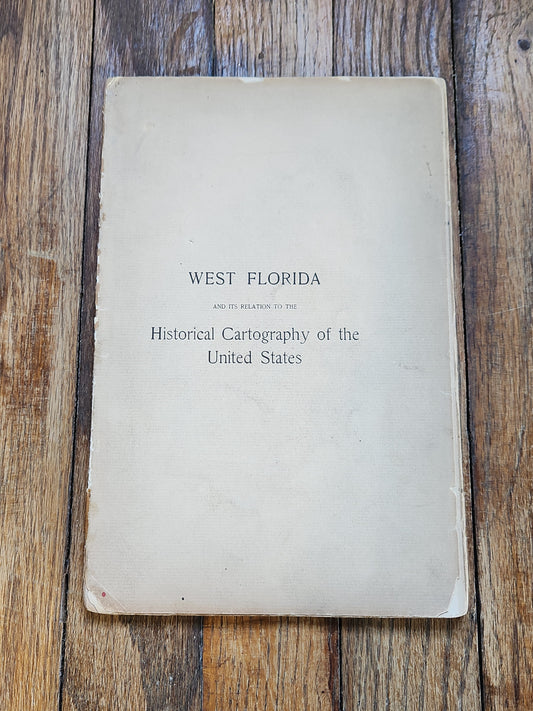 WEST FLORIDA
AND ITS RELATION TO THE
Historical Cartography of the
United States